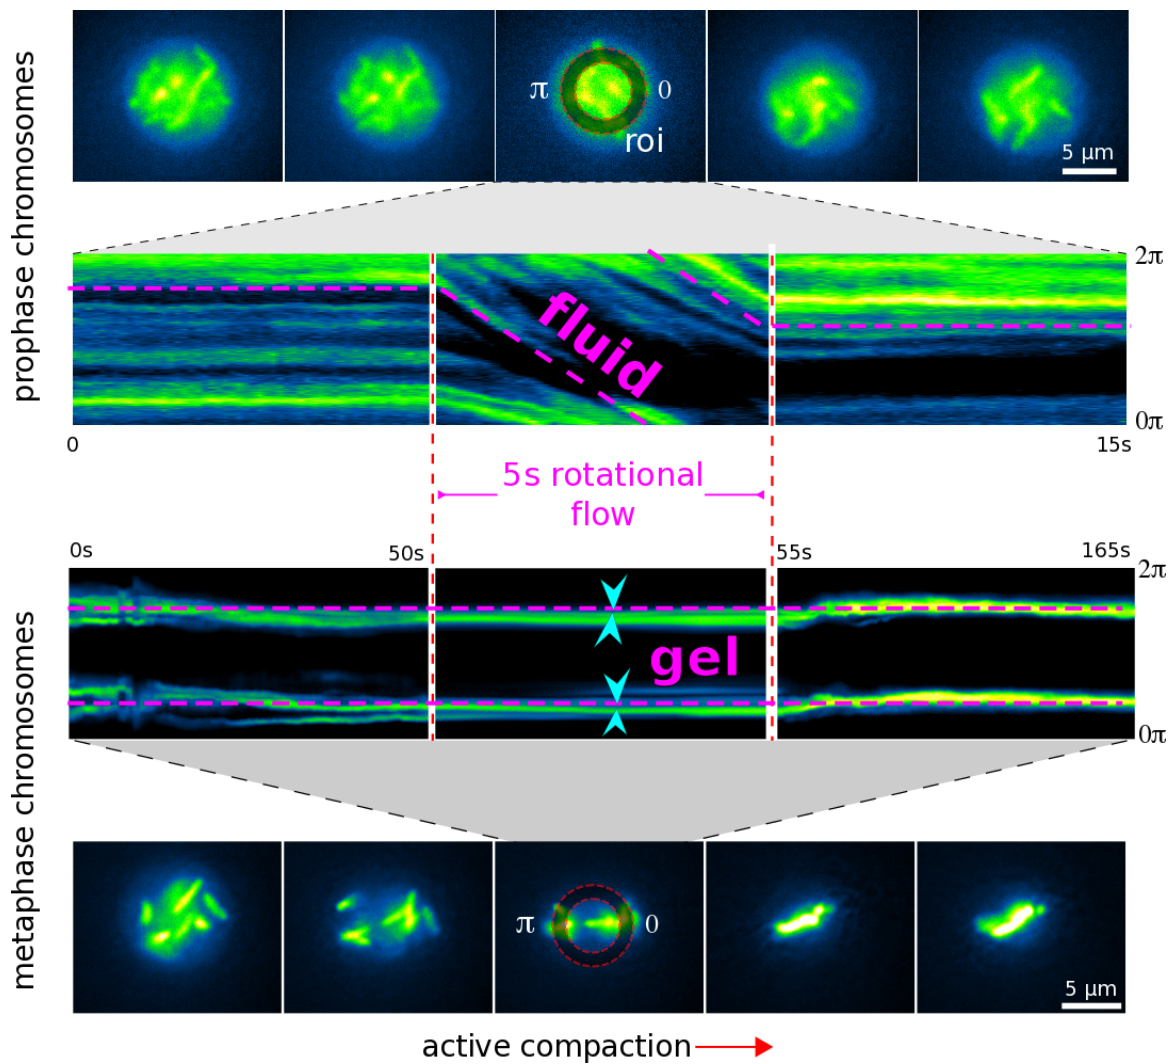 prophase chromosomes
π
0
roi
5 µm
2π
fluid
0π
0
15s
5s rotational
flow
0s
50s
55s
165s
2π
gel
0π
metaphase chromosomes
π
0
5 µm
active compaction